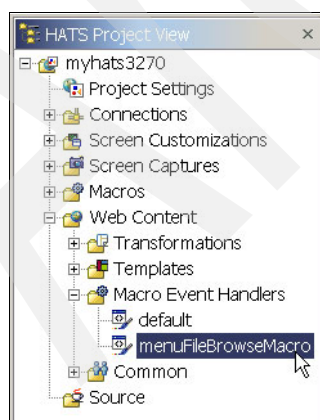 HATS Project View
myhats3270
Project Settings
Connections
Screen Customizations
Screen Captures
Macros
Web Content
Transformations
Templates
Macro Event Handlers
default
menuFileBrowseMacro
Common
Source